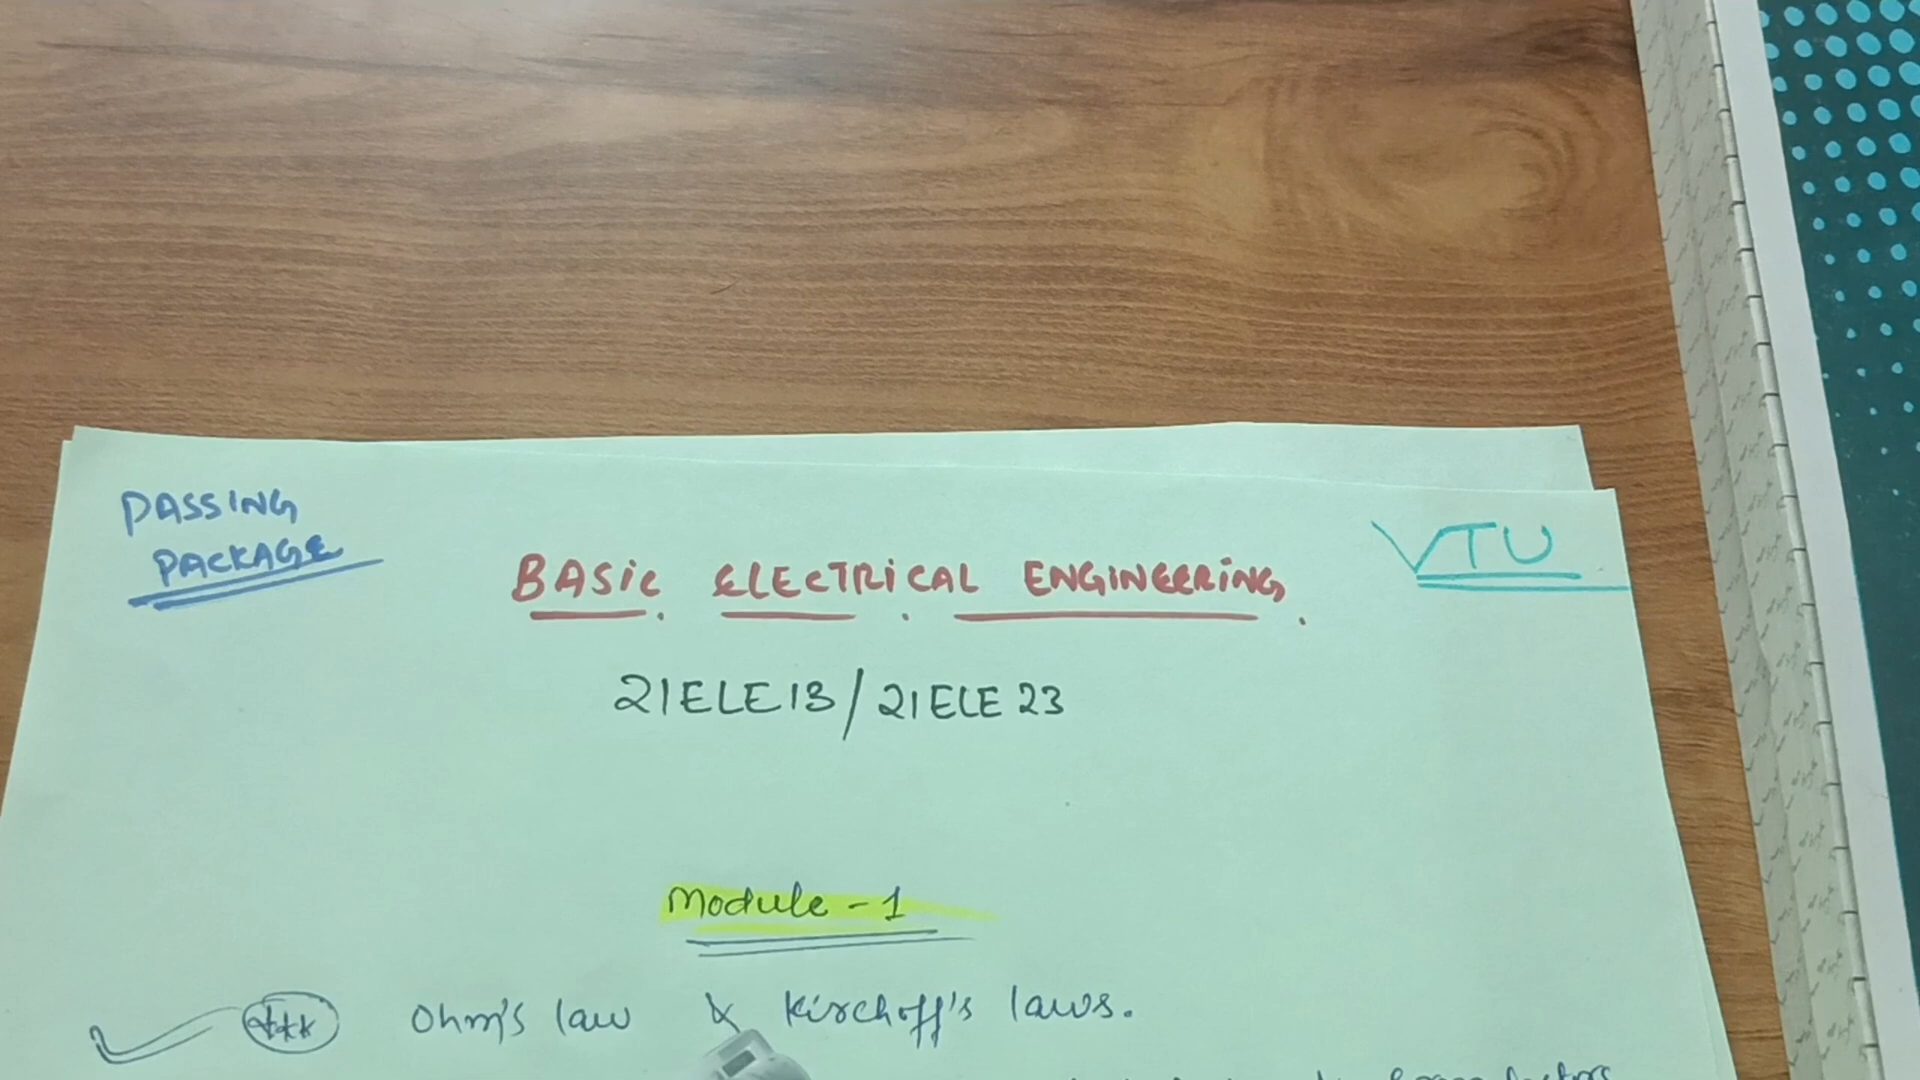 PASSING
PACKAGE
VTU
BASIC ELECTRICAL ENGINEERING.
21ELE13/21ELE23
Module-1
*** Ohm's law & Kirchoff's laws.